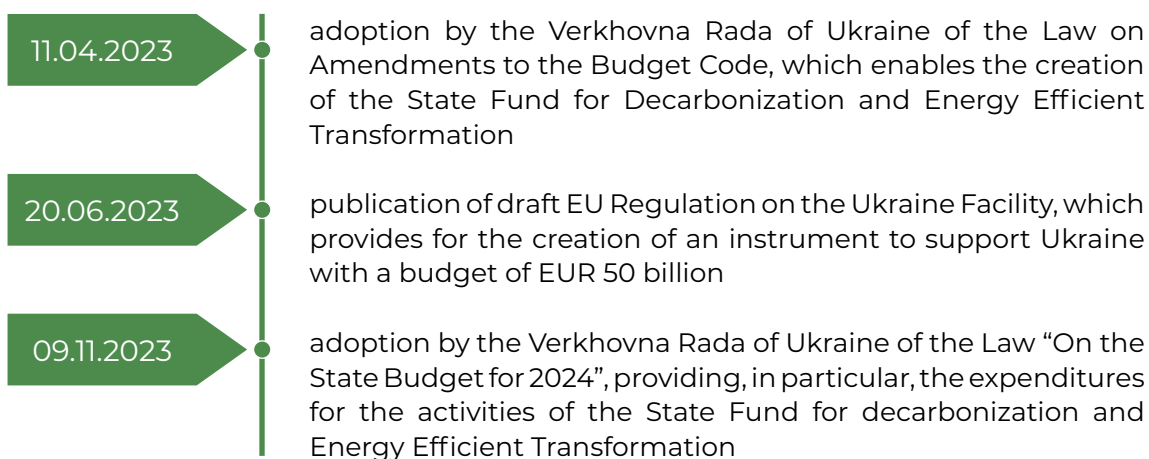 11.04.2023
adoption by the Verkhovna Rada of Ukraine of the Law on
Amendments to the Budget Code, which enables the creation
of the State Fund for Decarbonization and Energy Efficient
Transformation
20.06.2023
publication of draft EU Regulation on the Ukraine Facility, which
provides for the creation of an instrument to support Ukraine
with a budget of EUR 50 billion
09.11.2023
adoption by the Verkhovna Rada of Ukraine of the Law “On the
State Budget for 2024”, providing, in particular, the expenditures
for the activities of the State Fund for decarbonization and
Energy Efficient Transformation